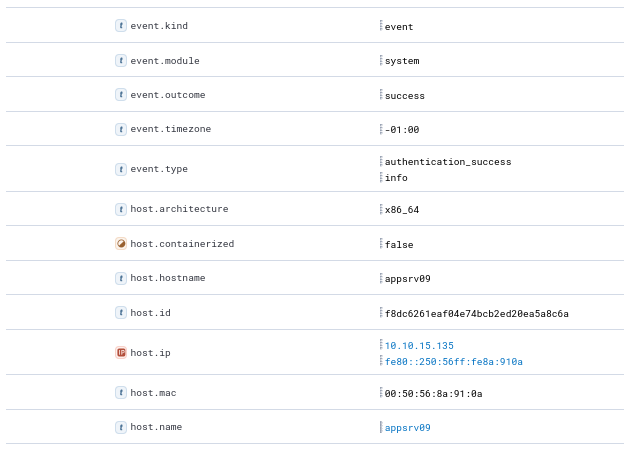 t event.kind event
t event.module system
t event.outcome success
t event.timezone -01:00
t event.type authentication_success
info
t host.architecture x86_64
host.containerized false
t host.hostname appsrv09
t host.id f8dc6261eaf04e74bcb2ed20ea5a8c6a
IP host.ip 10.10.15.135
fe80::250:56ff:fe8a:910a
t host.mac 00:50:56:8a:91:0a
t host.name appsrv09